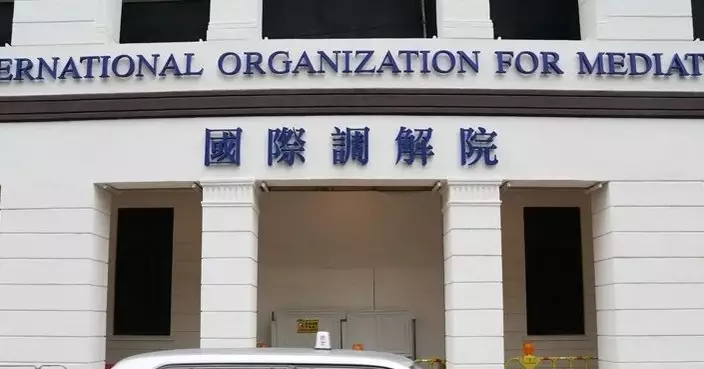 ERNATIONAL ORGANIZATION FOR MEDIAT
國際調解院